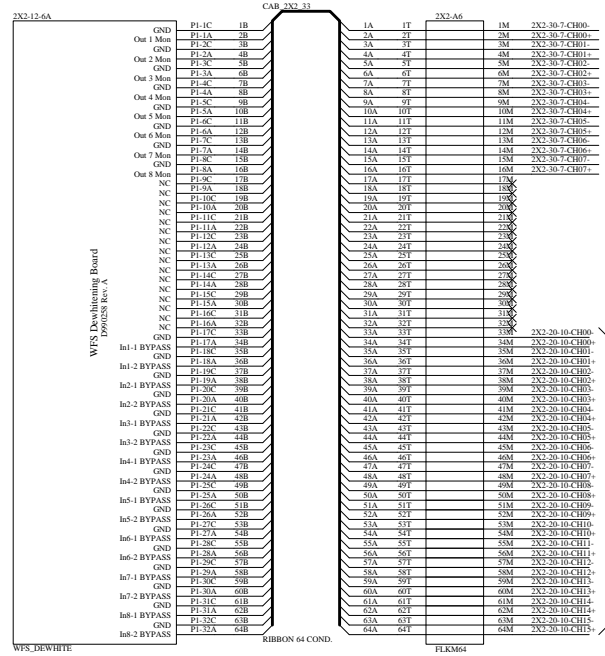 CAB_2X2_33
2X2-12-6A 2X2-A6
GND P1-1C 1B 1A 1T 1M 2X2-30-7-CH00-
Out 1 Mon P1-1A 2B 2A 2T 2M 2X2-30-7-CH00+
GND P1-2C 3B 3A 3T 3M 2X2-30-7-CH01-
Out 2 Mon P1-2A 4B 4A 4T 4M 2X2-30-7-CH01+
GND P1-3C 5B 5A 5T 5M 2X2-30-7-CH02-
Out 3 Mon P1-3A 6B 6A 6T 6M 2X2-30-7-CH02+
GND P1-4C 7B 7A 7T 7M 2X2-30-7-CH03-
Out 4 Mon P1-4A 8B 8A 8T 8M 2X2-30-7-CH03+
GND P1-5C 9B 9A 9T 9M 2X2-30-7-CH04-
Out 5 Mon P1-5A 10B 10A 10T 10M 2X2-30-7-CH04+
GND P1-6C 11B 11A 11T 11M 2X2-30-7-CH05-
Out 6 Mon P1-6A 12B 12A 12T 12M 2X2-30-7-CH05+
GND P1-7C 13B 13A 13T 13M 2X2-30-7-CH06-
Out 7 Mon P1-7A 14B 14A 14T 14M 2X2-30-7-CH06+
GND P1-8C 15B 15A 15T 15M 2X2-30-7-CH07-
Out 8 Mon P1-8A 16B 16A 16T 16M 2X2-30-7-CH07+
NC P1-9C 17B 17A 17T 17M
NC P1-9A 18B 18A 18T 18M
NC P1-10C 19B 19A 19T 19M
NC P1-10A 20B 20A 20T 20M
NC P1-11C 21B 21A 21T 21M
NC P1-11A 22B 22A 22T 22M
NC P1-12C 23B 23A 23T 23M
NC P1-12A 24B 24A 24T 24M
NC P1-13C 25B 25A 25T 25M
NC P1-13A 26B 26A 26T 26M
NC P1-14C 27B 27A 27T 27M
NC P1-14A 28B 28A 28T 28M
NC P1-15C 29B 29A 29T 29M
NC P1-15A 30B 30A 30T 30M
NC P1-16C 31B 31A 31T 31M
NC P1-16A 32B 32A 32T 32M
WFS Dewhitening Board
D990258 Rev. A
GND P1-17C 33B 33A 33T 33M 2X2-20-10-CH00-
In1-1 BYPASS P1-17A 34B 34A 34T 34M 2X2-20-10-CH00+
GND P1-18C 35B 35A 35T 35M 2X2-20-10-CH01-
In1-2 BYPASS P1-18A 36B 36A 36T 36M 2X2-20-10-CH01+
GND P1-19C 37B 37A 37T 37M 2X2-20-10-CH02-
In2-1 BYPASS P1-19A 38B 38A 38T 38M 2X2-20-10-CH02+
GND P1-20C 39B 39A 39T 39M 2X2-20-10-CH03-
In2-2 BYPASS P1-20A 40B 40A 40T 40M 2X2-20-10-CH03+
GND P1-21C 41B 41A 41T 41M 2X2-20-10-CH04-
In3-1 BYPASS P1-21A 42B 42A 42T 42M 2X2-20-10-CH04+
GND P1-22C 43B 43A 43T 43M 2X2-20-10-CH05-
In3-2 BYPASS P1-22A 44B 44A 44T 44M 2X2-20-10-CH05+
GND P1-23C 45B 45A 45T 45M 2X2-20-10-CH06-
In4-1 BYPASS P1-23A 46B 46A 46T 46M 2X2-20-10-CH06+
GND P1-24C 47B 47A 47T 47M 2X2-20-10-CH07-
In4-2 BYPASS P1-24A 48B 48A 48T 48M 2X2-20-10-CH07+
GND P1-25C 49B 49A 49T 49M 2X2-20-10-CH08-
In5-1 BYPASS P1-25A 50B 50A 50T 50M 2X2-20-10-CH08+
GND P1-26C 51B 51A 51T 51M 2X2-20-10-CH09-
In5-2 BYPASS P1-26A 52B 52A 52T 52M 2X2-20-10-CH09+
GND P1-27C 53B 53A 53T 53M 2X2-20-10-CH10-
In6-1 BYPASS P1-27A 54B 54A 54T 54M 2X2-20-10-CH10+
GND P1-28C 55B 55A 55T 55M 2X2-20-10-CH11-
In6-2 BYPASS P1-28A 56B 56A 56T 56M 2X2-20-10-CH11+
GND P1-29C 57B 57A 57T 57M 2X2-20-10-CH12-
In7-1 BYPASS P1-29A 58B 58A 58T 58M 2X2-20-10-CH12+
GND P1-30C 59B 59A 59T 59M 2X2-20-10-CH13-
In7-2 BYPASS P1-30A 60B 60A 60T 60M 2X2-20-10-CH13+
GND P1-31C 61B 61A 61T 61M 2X2-20-10-CH14-
In8-1 BYPASS P1-31A 62B 62A 62T 62M 2X2-20-10-CH14+
GND P1-32C 63B 63A 63T 63M 2X2-20-10-CH15-
In8-2 BYPASS P1-32A 64B 64A 64T 64M 2X2-20-10-CH15+
RIBBON 64 COND.
WFS_DEWHITE FLKM64